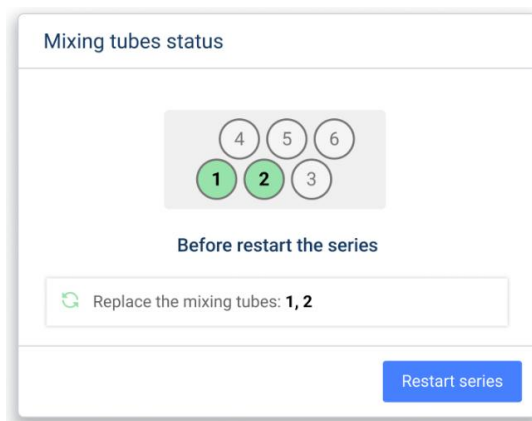 Mixing tubes status
4 5 6
1 2 3
Before restart the series
Replace the mixing tubes: 1, 2
Restart series